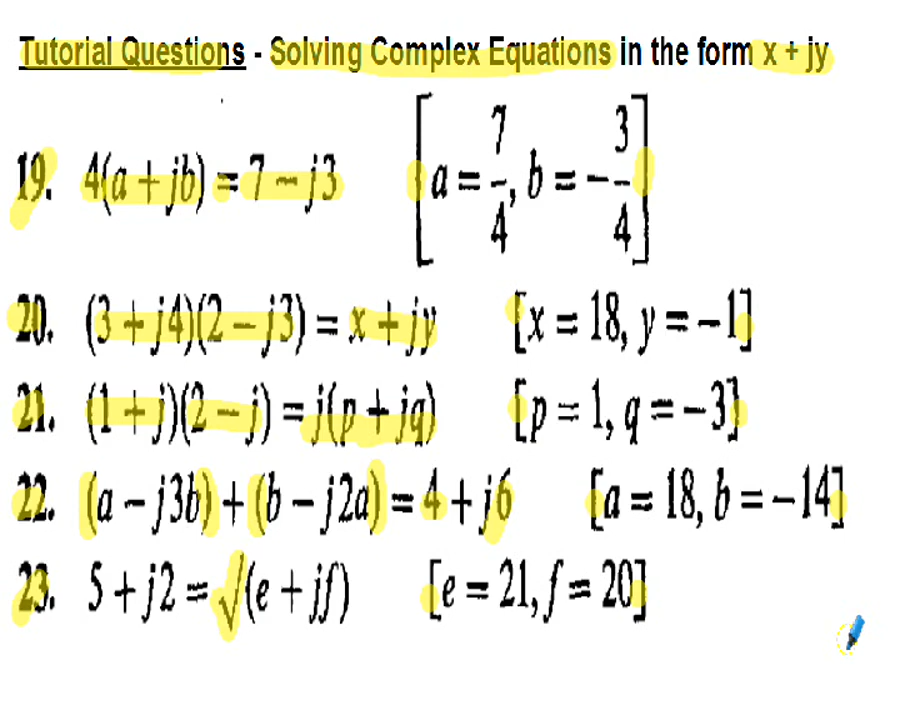 Tutorial Questions - Solving Complex Equations in the form x + jy
19. 4(a + jb) = 7 − j3 [a = 7/4, b = −3/4]
20. (3 + j4)(2 − j3) = x + jy [x = 18, y = −1]
21. (1 + j)(2 − j) = j(p + jq) [p = 1, q = −3]
22. (a − j3b) + (b − j2a) = 4 + j6 [a = 18, b = −14]
23. 5 + j2 = √(e + jf) [e = 21, f = 20]